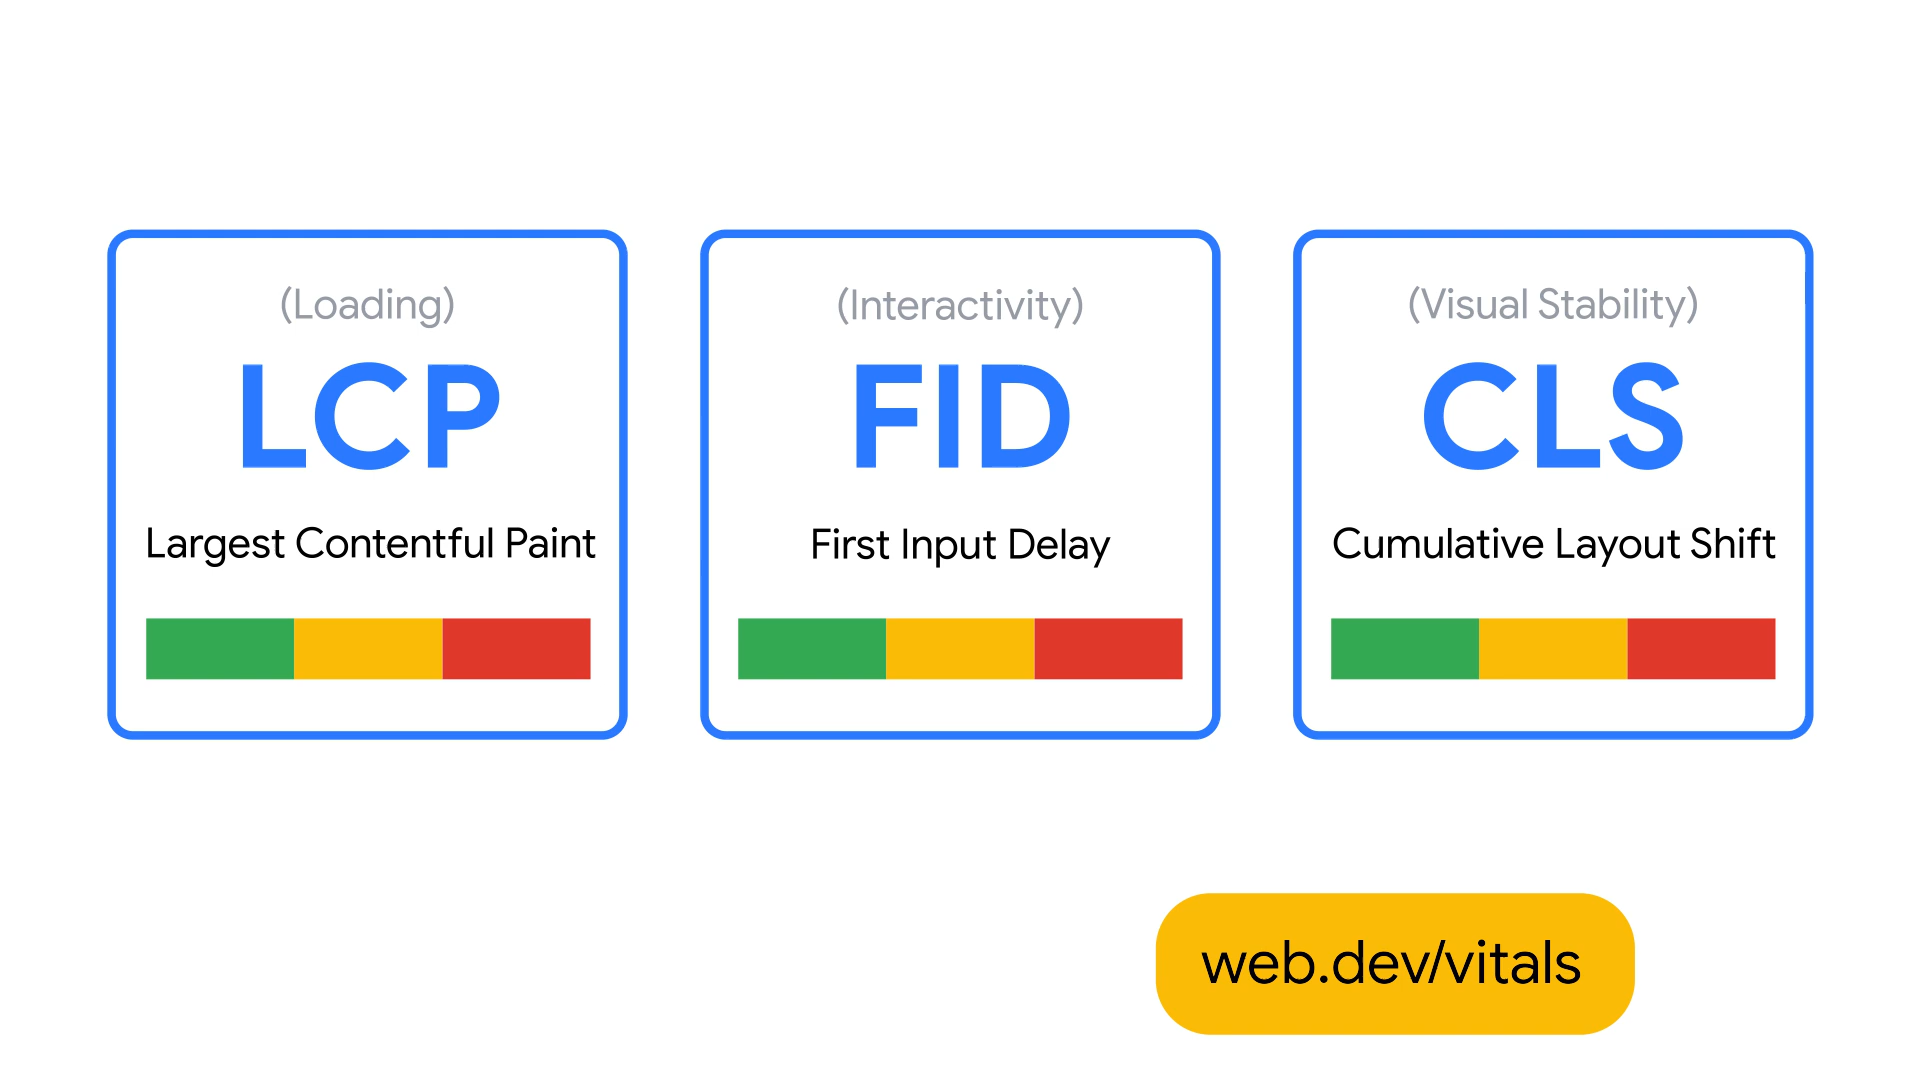 (Loading)
LCP
Largest Contentful Paint
(Interactivity)
FID
First Input Delay
(Visual Stability)
CLS
Cumulative Layout Shift
web.dev/vitals